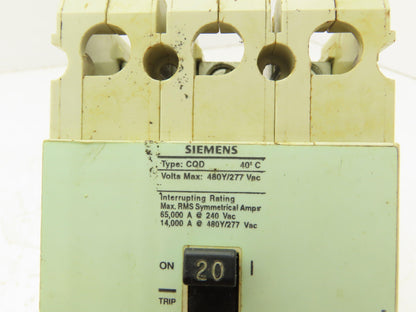 SIEMENS
Type: CQD 40° C
Volts Max: 480Y/277 Vac
Interrupting Rating
Max. RMS Symmetrical Amps
65,000 A @ 240 Vac
14,000 A @ 480Y/277 Vac
ON 20 |
TRIP